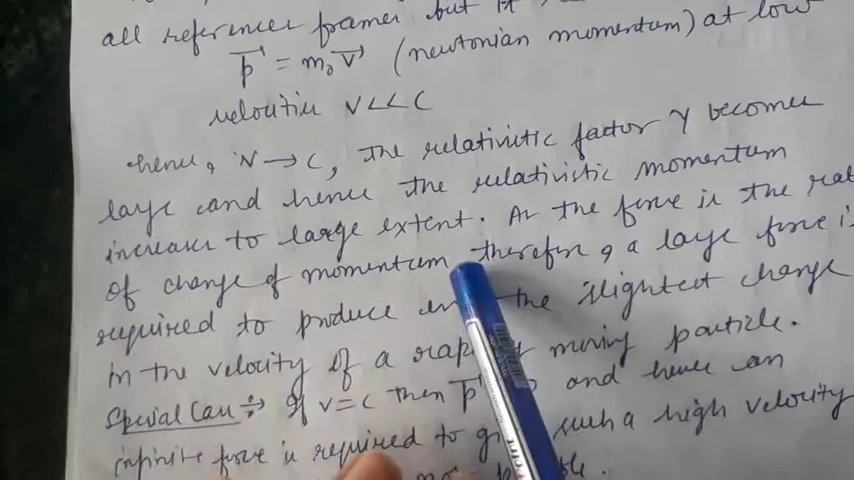 all reference frames but it
p⃗ = m₀v⃗ (newtonian momentum) at low
velocities V<<C
hence, v→c, the relativistic factor γ becomes
large and hence the relativistic momentum
increases to large extent. As the force is the rate
of change of momentum therefore, a large force is
required to produce even the slightest change
in the velocity of a rapidly moving particle.
Special Case ÷→ If v=c then p⃗ and hence an
infinite force is required to give such a high velocity
not possible.